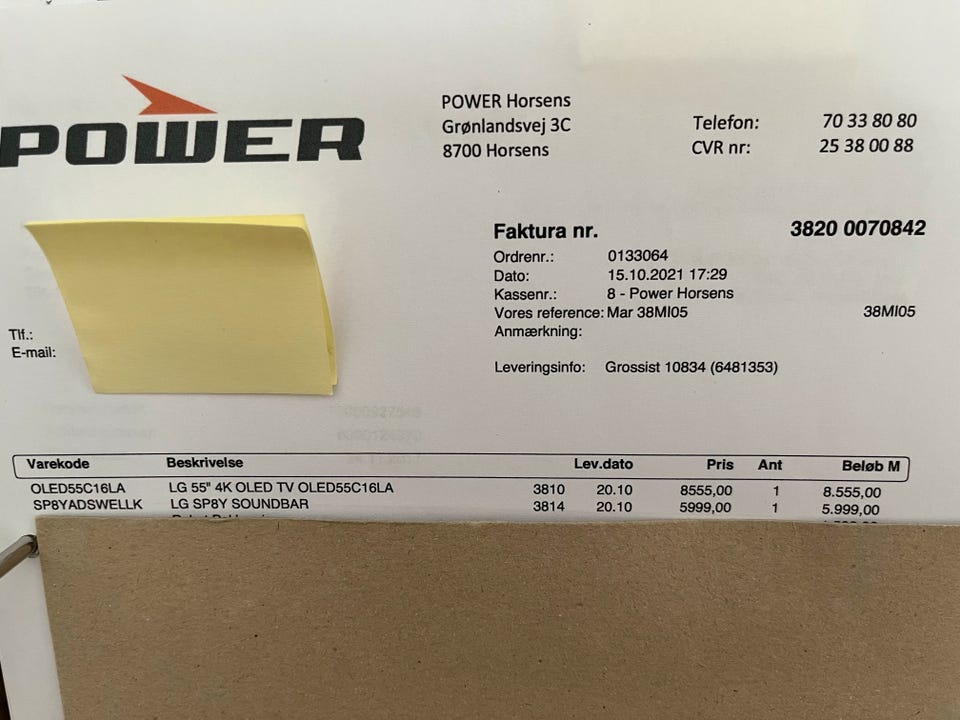 POWER
POWER Horsens
Grønlandsvej 3C
8700 Horsens
Telefon: 70 33 80 80
CVR nr: 25 38 00 88
Faktura nr. 3820 0070842
Ordrenr.: 0133064
Dato: 15.10.2021 17:29
Kassenr.: 8 - Power Horsens
Vores reference: Mar 38MI05 38MI05
Anmærkning:
Leveringsinfo: Grossist 10834 (6481353)
Tlf.:
E-mail:
Varekode Beskrivelse Lev.dato Pris Ant Beløb M
OLED55C16LA LG 55" 4K OLED TV OLED55C16LA 3810 20.10 8555,00 1 8.555,00
SP8YADSWELLK LG SP8Y SOUNDBAR 3814 20.10 5999,00 1 5.999,00